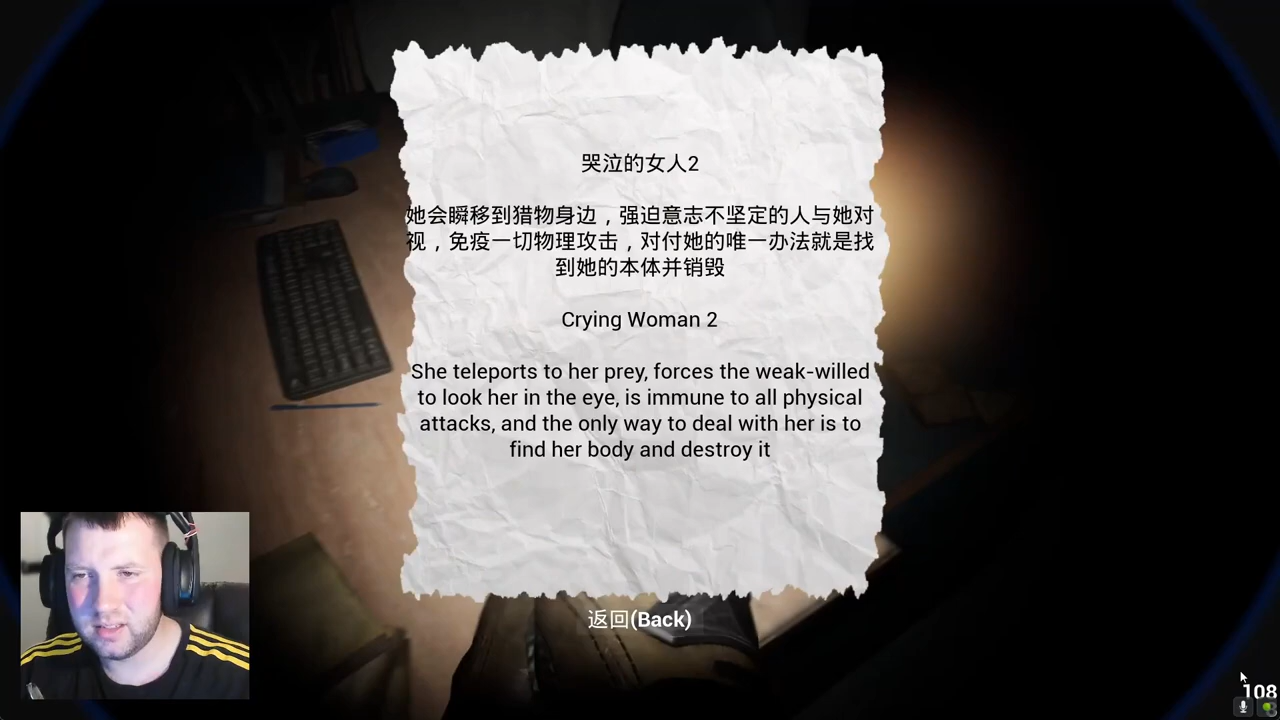 哭泣的女人2
她会瞬移到猎物身边，强迫意志不坚定的人与她对
视，免疫一切物理攻击，对付她的唯一办法就是找
到她的本体并销毁
Crying Woman 2
She teleports to her prey, forces the weak-willed
to look her in the eye, is immune to all physical
attacks, and the only way to deal with her is to
find her body and destroy it
返回(Back)
108